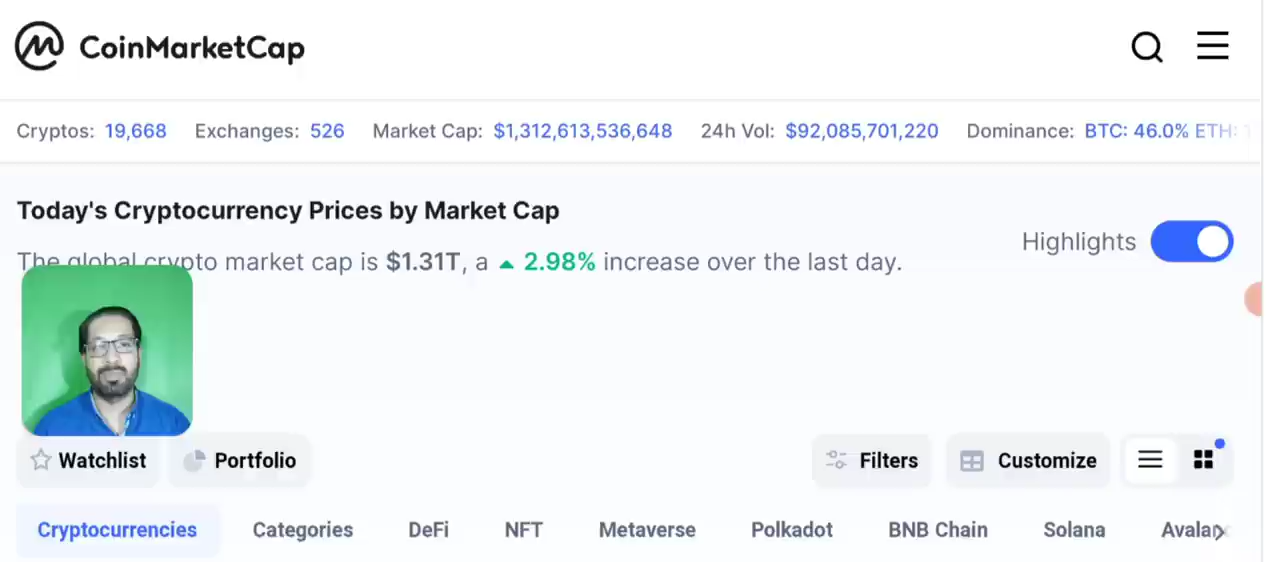 CoinMarketCap
Cryptos: 19,668 Exchanges: 526 Market Cap: $1,312,613,536,648 24h Vol: $92,085,701,220 Dominance: BTC: 46.0% ETH:
Today's Cryptocurrency Prices by Market Cap
The global crypto market cap is $1.31T, a 2.98% increase over the last day.
Highlights
Watchlist Portfolio Filters Customize
Cryptocurrencies Categories DeFi NFT Metaverse Polkadot BNB Chain Solana